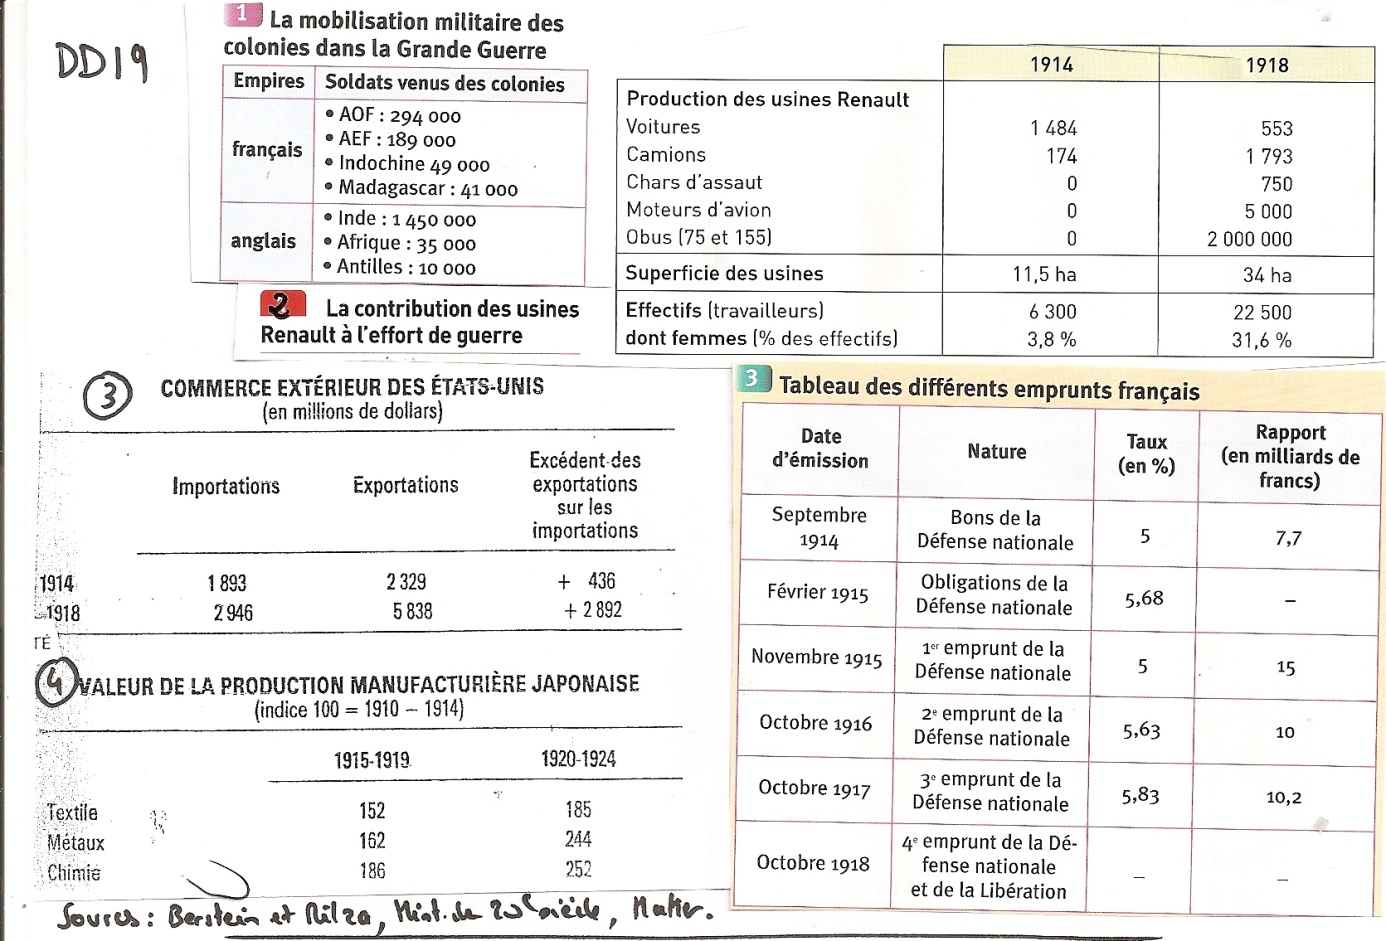 DD19
1 La mobilisation militaire des
colonies dans la Grande Guerre
Empires Soldats venus des colonies
français
• AOF : 294 000
• AEF : 189 000
• Indochine 49 000
• Madagascar : 41 000
anglais
• Inde : 1 450 000
• Afrique : 35 000
• Antilles : 10 000
2 La contribution des usines
Renault à l'effort de guerre
1914 1918
Production des usines Renault
Voitures 1 484 553
Camions 174 1 793
Chars d'assaut 0 750
Moteurs d'avion 0 5 000
Obus (75 et 155) 0 2 000 000
Superficie des usines 11,5 ha 34 ha
Effectifs (travailleurs) 6 300 22 500
dont femmes (% des effectifs) 3,8 % 31,6 %
3 COMMERCE EXTÉRIEUR DES ÉTATS-UNIS
(en millions de dollars)
Importations Exportations
Excédent des
exportations
sur les
importations
1914 1 893 2 329 + 436
1918 2 946 5 838 + 2 892
TÉ
4 VALEUR DE LA PRODUCTION MANUFACTURIÈRE JAPONAISE
(indice 100 = 1910 – 1914)
1915-1919 1920-1924
Textile 152 185
Métaux 162 244
Chimie 186 252
3 Tableau des différents emprunts français
Date
d'émission
Nature
Taux
(en %)
Rapport
(en milliards de
francs)
Septembre
1914
Bons de la
Défense nationale
5 7,7
Février 1915
Obligations de la
Défense nationale
5,68 –
Novembre 1915
1er emprunt de la
Défense nationale
5 15
Octobre 1916
2e emprunt de la
Défense nationale
5,63 10
Octobre 1917
3e emprunt de la
Défense nationale
5,83 10,2
Octobre 1918
4e emprunt de la Dé-
fense nationale
et de la Libération
– –
Sources : Berstein et Milza, Hist. du 20e siècle, Hatier.